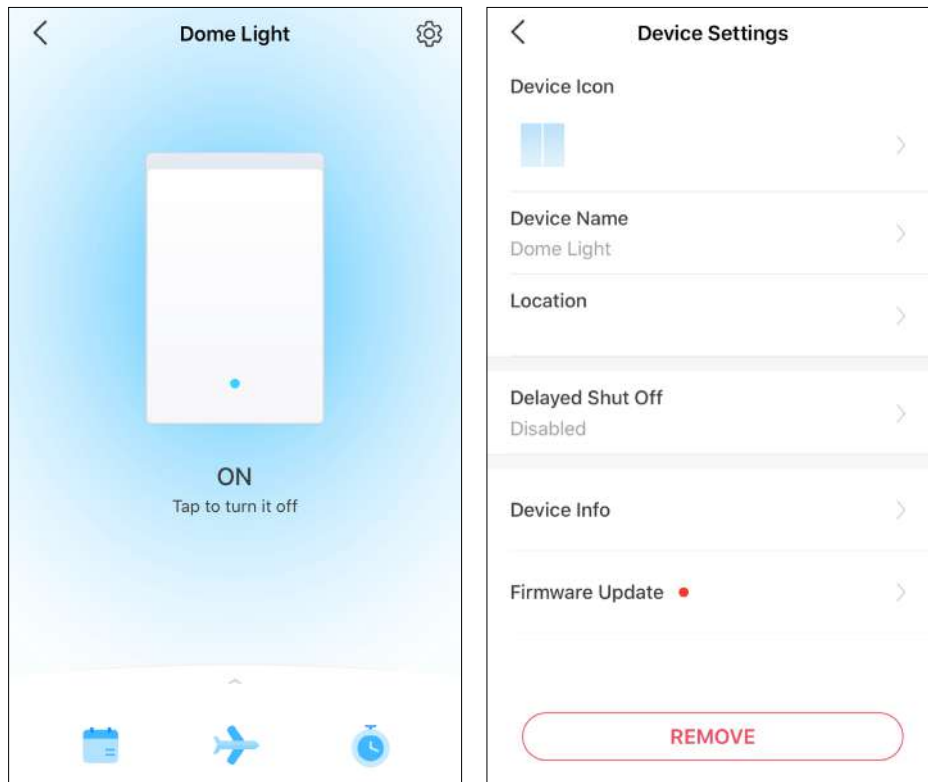 Dome Light
ON
Tap to turn it off
Device Settings
Device Icon
Device Name
Dome Light
Location
Delayed Shut Off
Disabled
Device Info
Firmware Update
REMOVE